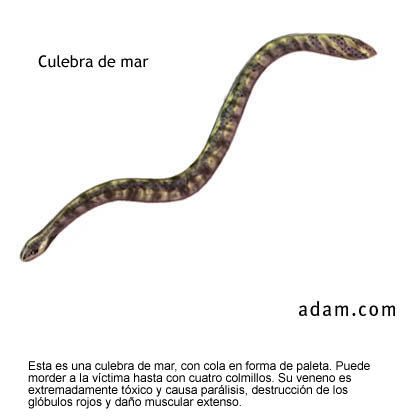 Culebra de mar
adam.com
Esta es una culebra de mar, con cola en forma de paleta. Puede
morder a la víctima hasta con cuatro colmillos. Su veneno es
extremadamente tóxico y causa parálisis, destrucción de los
glóbulos rojos y daño muscular extenso.